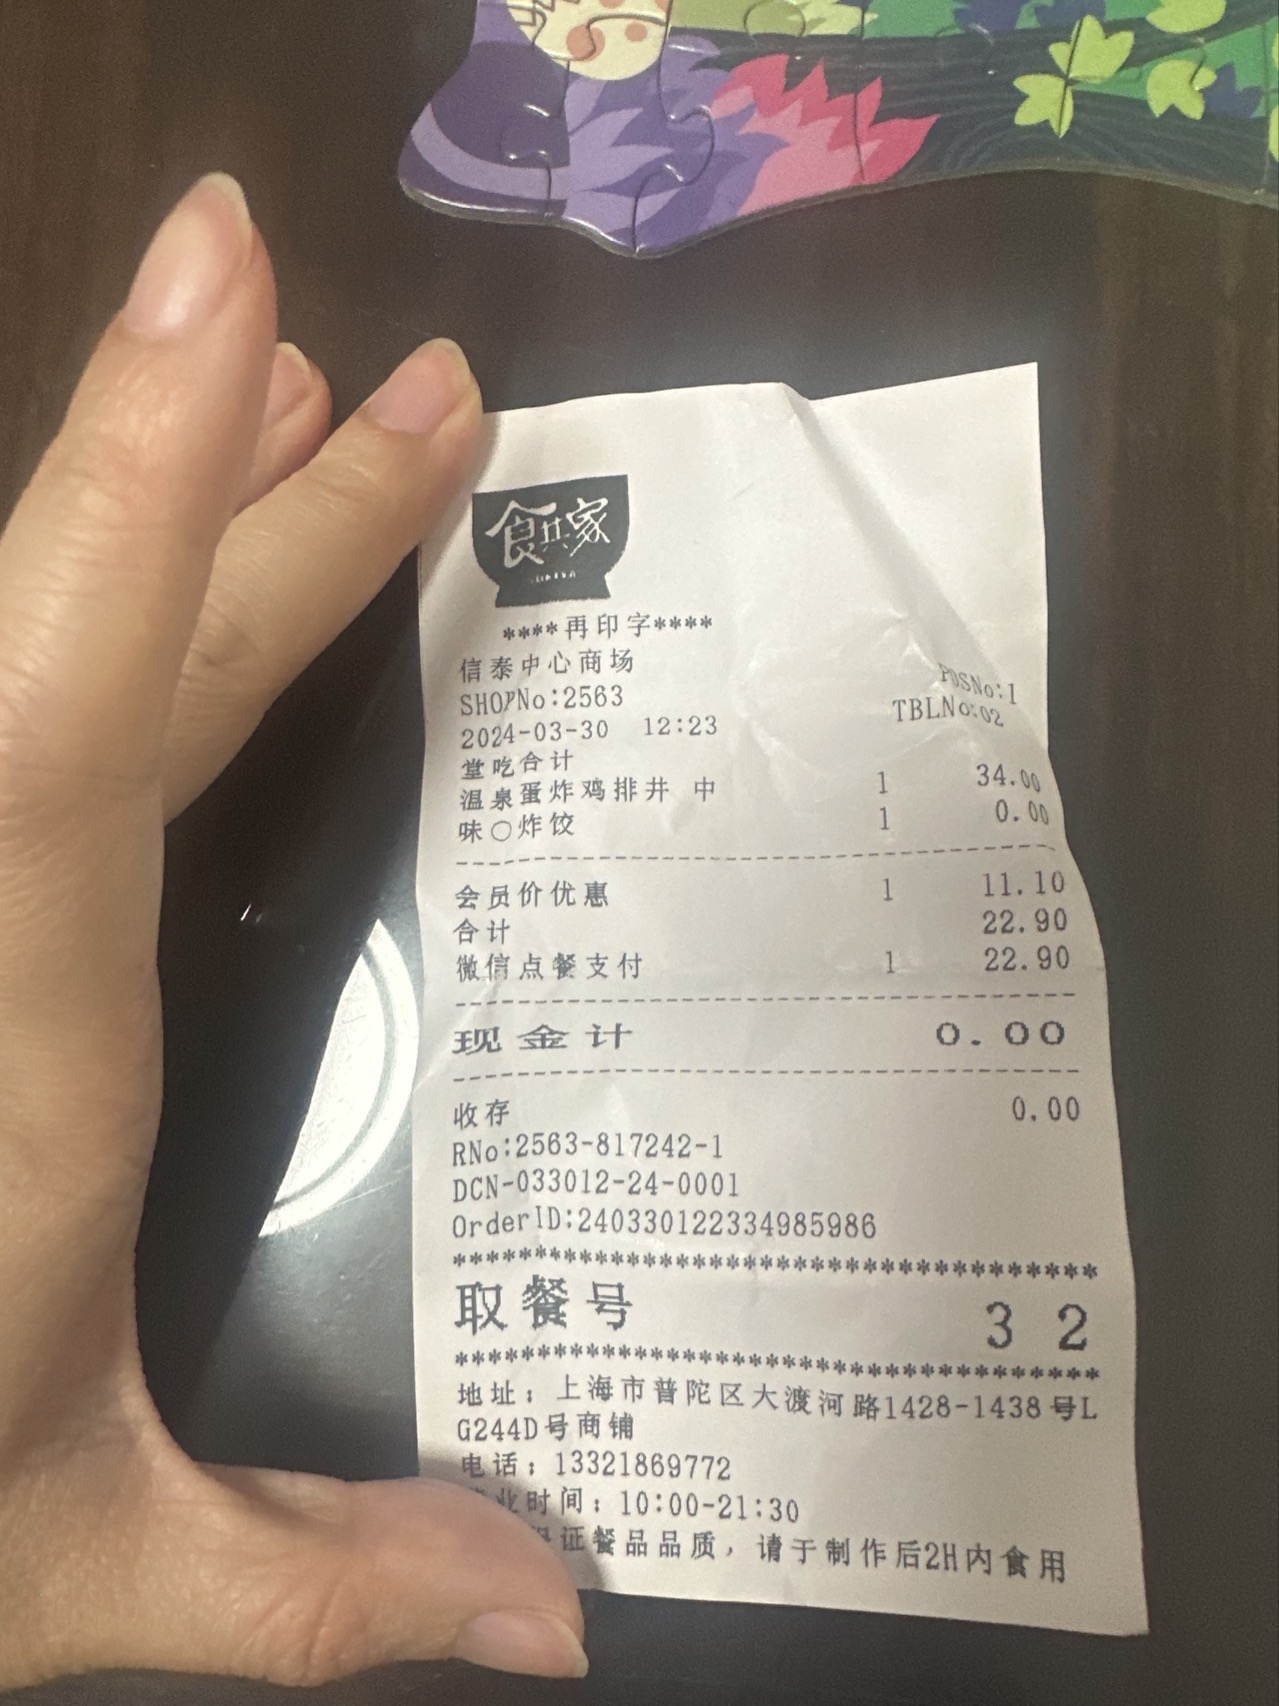 食其家
****再印字****
信泰中心商场
SHOPNo:2563 POSNo:1
2024-03-30 12:23 TBLNo:02
堂吃合计
温泉蛋炸鸡排丼 中 1 34.00
味○炸饺 1 0.00
会员价优惠 1 11.10
合计 22.90
微信点餐支付 1 22.90
现金计 0.00
收存 0.00
RNo:2563-817242-1
DCN-033012-24-0001
OrderID:240330122334985986
****************************************
取餐号 32
****************************************
地址：上海市普陀区大渡河路1428-1438号L
G244D号商铺
电话：13321869772
业时间：10:00-21:30
证餐品品质，请于制作后2H内食用